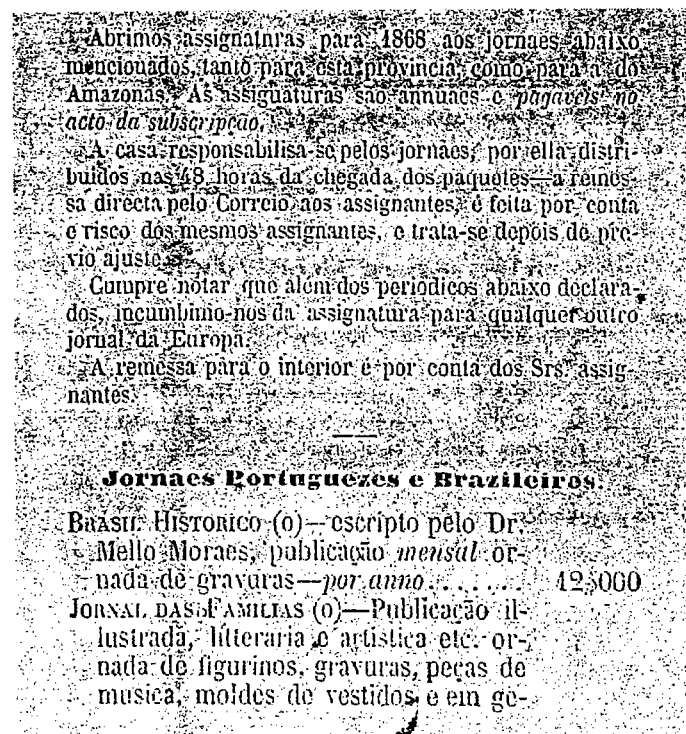 Abrimos assignaturas para 1868 aos jornaes abaixo
mencionados, tanto para esta provincia, como para a do
Amazonas. As assignaturas são annuaes e pagaveis no
acto da subscripção.
A casa responsabilisa-se pelos jornaes, por ella distri-
buidos nas 48 horas da chegada dos paquetes—a remes-
sa directa pelo Correio aos assignantes, é feita por conta
e risco dos mesmos assignantes, e trata-se depois de pre-
vio ajuste.
Cumpre notar que além dos periodicos abaixo declara-
dos, incumbimo-nos da assignatura para qualquer outro
jornal da Europa.
A remessa para o interior é por conta dos Srs. assig-
nantes.
Jornaes Portuguezes e Brazileiros.
BRASIL HISTORICO (o)—escripto pelo Dr.
Mello Moraes, publicação mensal or-
nada de gravuras—por anno........ 12,000
JORNAL DAS FAMILIAS (o)—Publicação il-
lustrada, litteraria e artistica etc. or-
nada de figurinos, gravuras, peças de
musica, moldes de vestidos, e em ge-